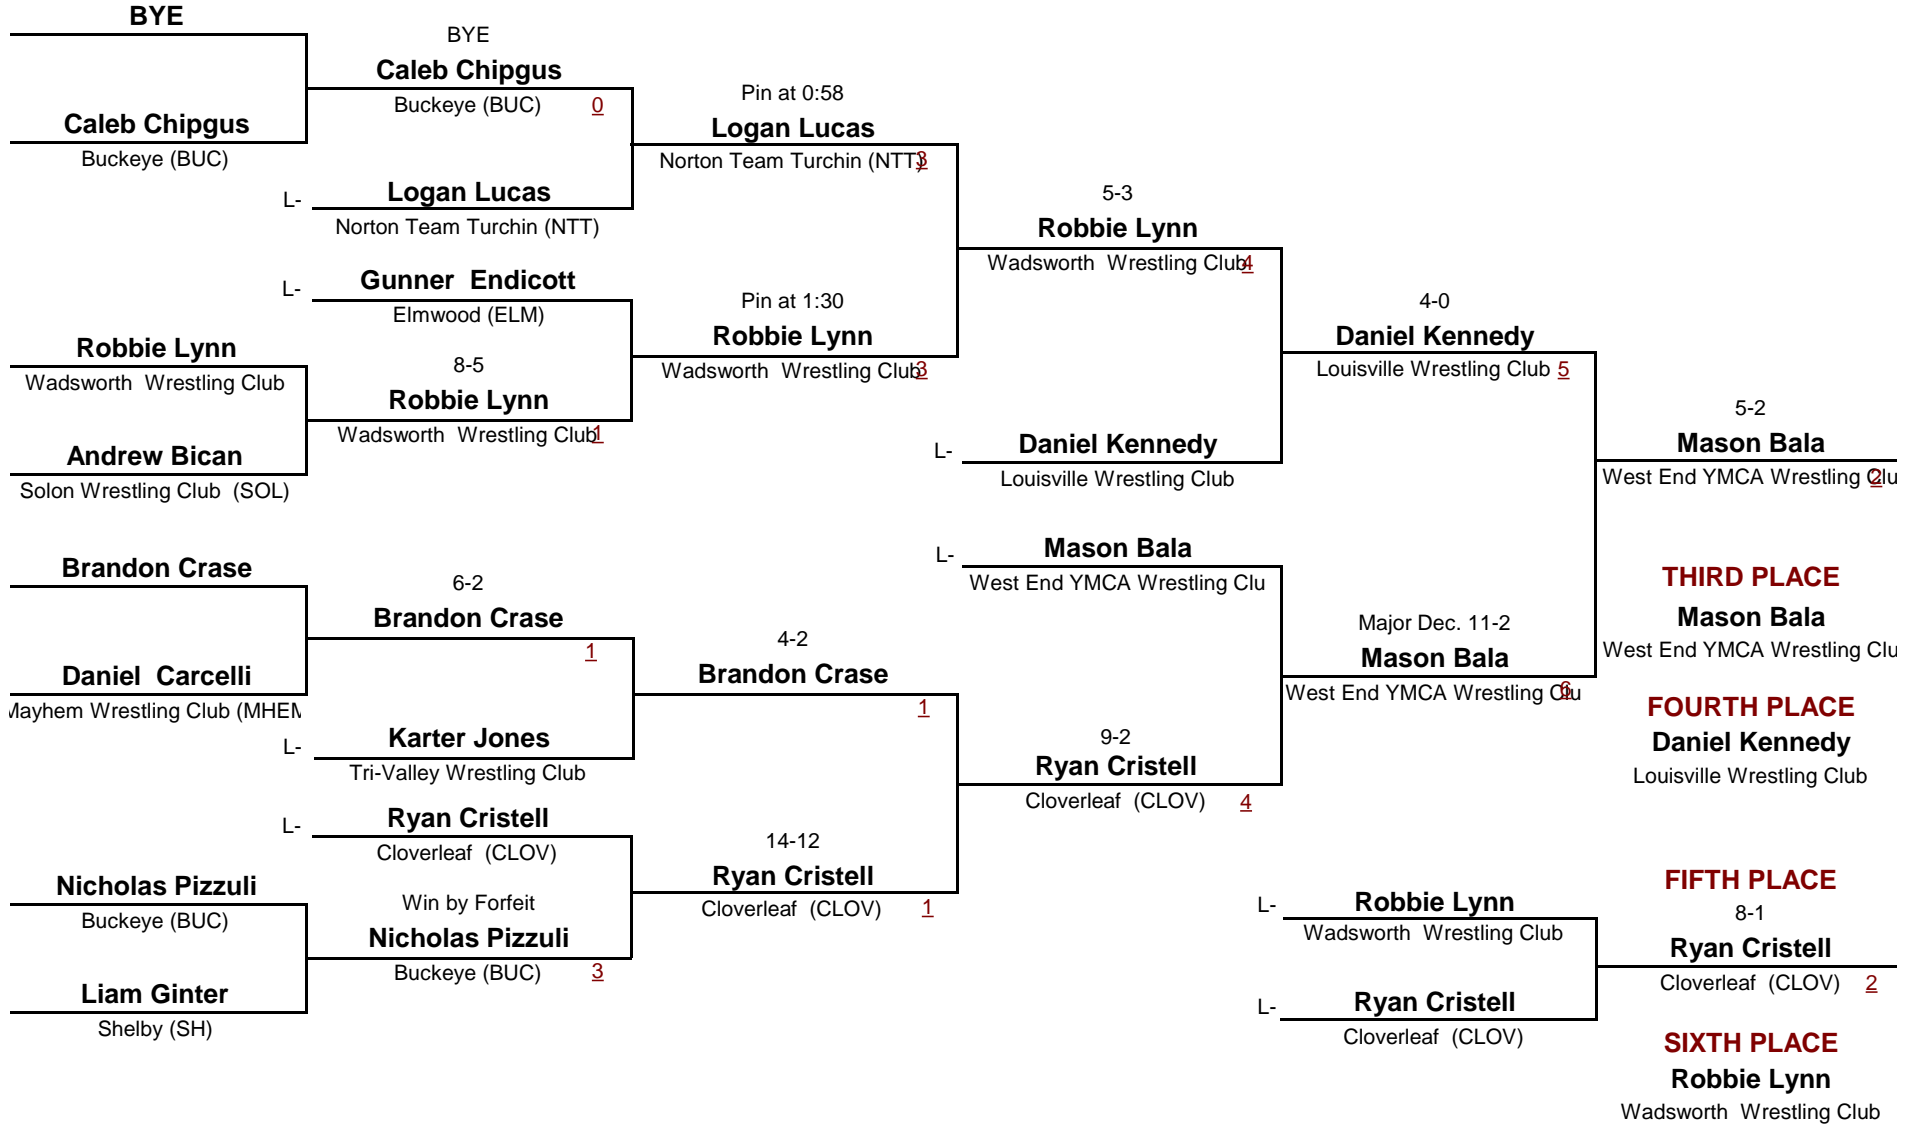 BYE
Caleb Chipgus
Buckeye (BUC)
Robbie Lynn
Wadsworth  Wrestling Club
Andrew Bican
Solon Wrestling Club  (SOL)
Brandon Crase
Daniel  Carcelli
Mayhem Wrestling Club (MHEM
Nicholas Pizzuli
Buckeye (BUC)
Liam Ginter
Shelby (SH)
BYE
Caleb Chipgus
Buckeye (BUC) 0
L- Logan Lucas
Norton Team Turchin (NTT)
L- Gunner  Endicott
Elmwood (ELM)
8-5
Robbie Lynn
Wadsworth  Wrestling Club 1
6-2
Brandon Crase
1
L- Karter Jones
Tri-Valley Wrestling Club
L- Ryan Cristell
Cloverleaf  (CLOV)
Win by Forfeit
Nicholas Pizzuli
Buckeye (BUC) 3
Pin at 0:58
Logan Lucas
Norton Team Turchin (NTT) 3
Pin at 1:30
Robbie Lynn
Wadsworth  Wrestling Club 3
4-2
Brandon Crase
1
14-12
Ryan Cristell
Cloverleaf  (CLOV) 1
5-3
Robbie Lynn
Wadsworth  Wrestling Club 4
L- Daniel Kennedy
Louisville Wrestling Club
L- Mason Bala
West End YMCA Wrestling Clu
9-2
Ryan Cristell
Cloverleaf  (CLOV) 4
4-0
Daniel Kennedy
Louisville Wrestling Club 5
Major Dec. 11-2
Mason Bala
West End YMCA Wrestling Clu 6
L- Robbie Lynn
Wadsworth  Wrestling Club
L- Ryan Cristell
Cloverleaf  (CLOV)
5-2
Mason Bala
West End YMCA Wrestling Clu 2
THIRD PLACE
Mason Bala
West End YMCA Wrestling Clu
FOURTH PLACE
Daniel Kennedy
Louisville Wrestling Club
FIFTH PLACE
8-1
Ryan Cristell
Cloverleaf  (CLOV) 2
SIXTH PLACE
Robbie Lynn
Wadsworth  Wrestling Club